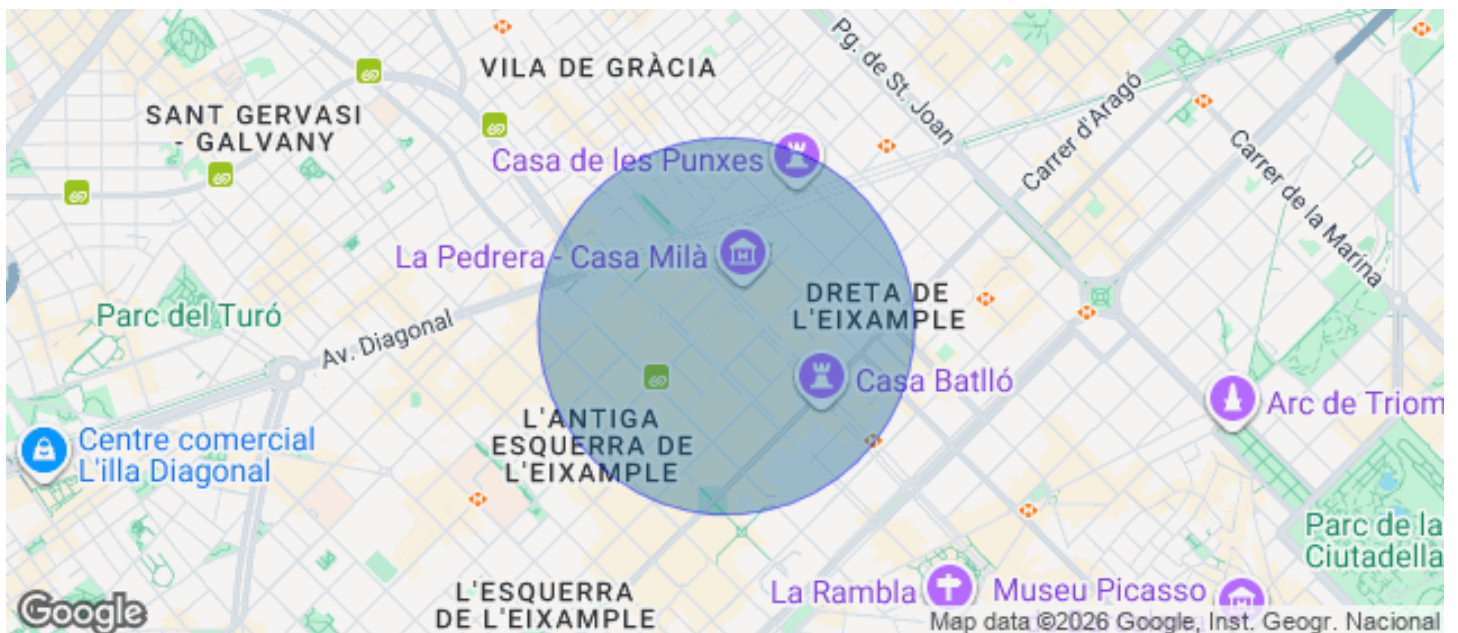 VILA DE GRÀCIA
Pg. de St. Joan
SANT GERVASI
- GALVANY
Carrer d'Aragó
Casa de les Punxes
Carrer de la Marina
La Pedrera - Casa Milà
DRETA DE
L'EIXAMPLE
Parc del Turó
Av. Diagonal
Casa Batlló
Arc de Triom
L'ANTIGA
ESQUERRA DE
L'EIXAMPLE
Centre comercial
L'illa Diagonal
Parc de la
Ciutadella
L'ESQUERRA
DE L'EIXAMPLE
La Rambla
Museu Picasso
Google
Map data ©2026 Google, Inst. Geogr. Nacional